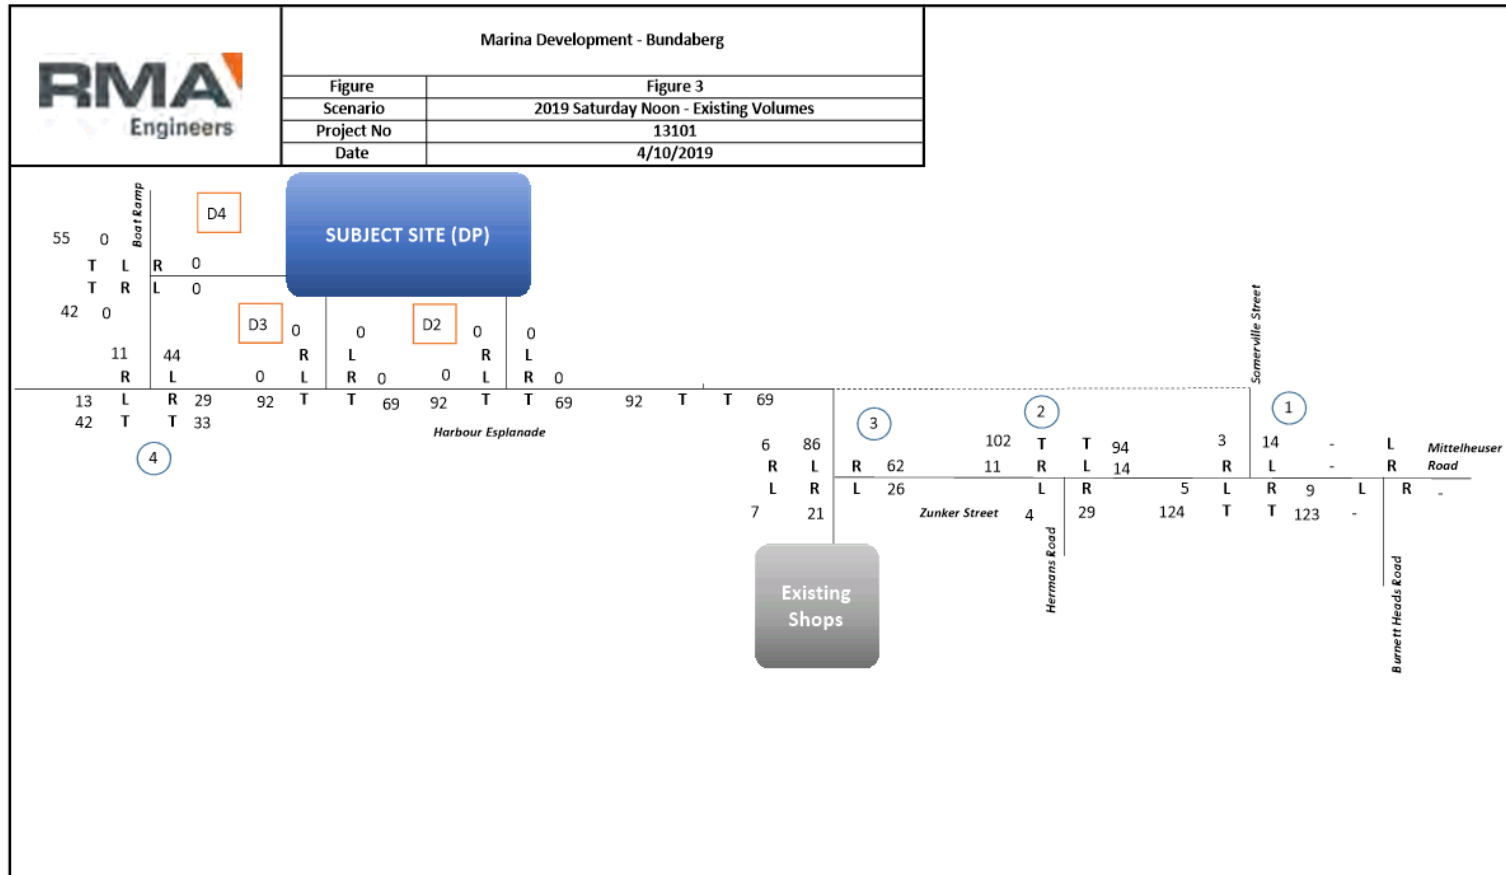 RMA
Engineers
Marina Development - Bundaberg
Figure Figure 3
Scenario 2019 Saturday Noon - Existing Volumes
Project No 13101
Date 4/10/2019
Boat Ramp
D4
SUBJECT SITE (DP)
55 0
T L R 0
T R L 0
42 0
D3 0 0 D2 0 0
11 44 R L R L
R L 0 L R 0 0 L R 0
13 L R 29 92 T T 69 92 T T 69 92 T T 69
42 T T 33
Harbour Esplanade
4
Somerville Street
3 2 1
6 86 102 T T 94 3 14 - L Mittelheuser
R L R 62 11 R L 14 R L - R Road
L R L 26 L R 5 L R 9 L R -
7 21 Zunker Street 4 29 124 T T 123 -
Hermans Road
Burnett Heads Road
Existing
Shops